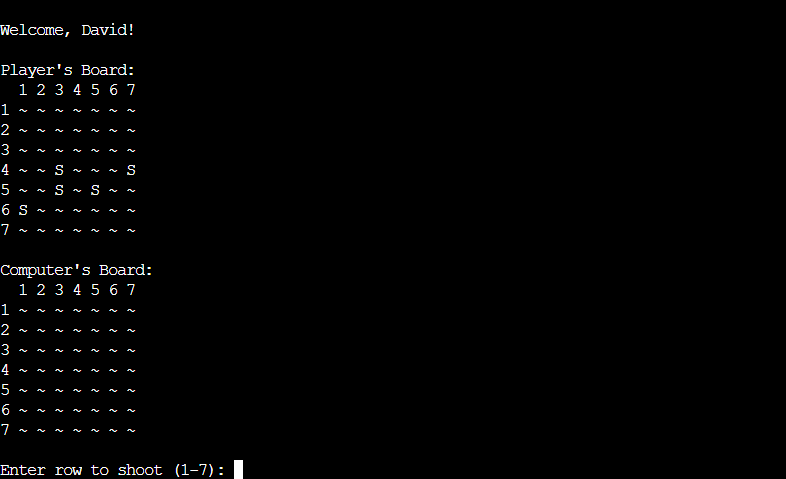 Welcome, David!
Player's Board:
  1 2 3 4 5 6 7
1 ~ ~ ~ ~ ~ ~ ~
2 ~ ~ ~ ~ ~ ~ ~
3 ~ ~ ~ ~ ~ ~ ~
4 ~ ~ S ~ ~ ~ S
5 ~ ~ S ~ S ~ ~
6 S ~ ~ ~ ~ ~ ~
7 ~ ~ ~ ~ ~ ~ ~
Computer's Board:
  1 2 3 4 5 6 7
1 ~ ~ ~ ~ ~ ~ ~
2 ~ ~ ~ ~ ~ ~ ~
3 ~ ~ ~ ~ ~ ~ ~
4 ~ ~ ~ ~ ~ ~ ~
5 ~ ~ ~ ~ ~ ~ ~
6 ~ ~ ~ ~ ~ ~ ~
7 ~ ~ ~ ~ ~ ~ ~
Enter row to shoot (1-7):